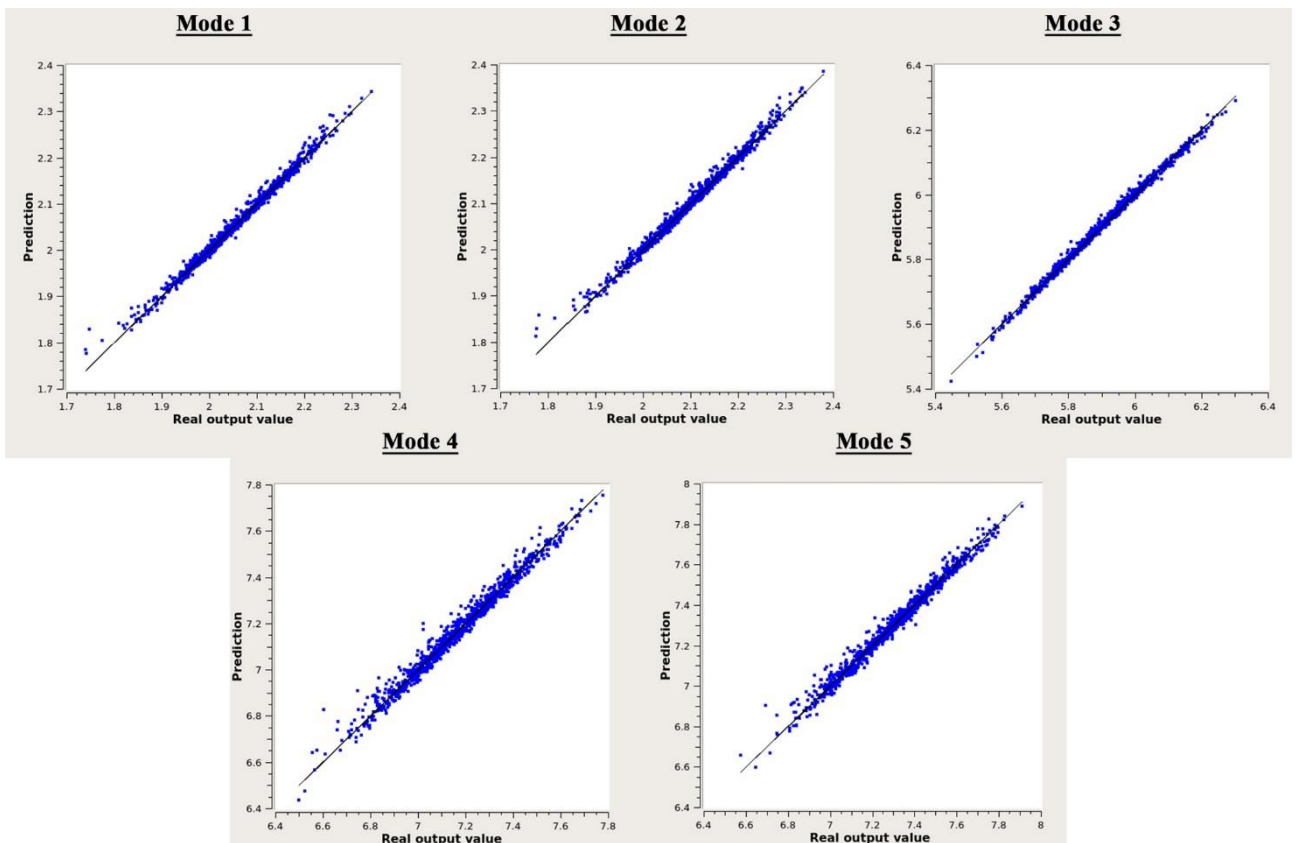 Mode 1
Mode 2
Mode 3
2.4
2.3
2.2
2.1
2
1.9
1.8
1.7
Prediction
1.7 1.8 1.9 2 2.1 2.2 2.3 2.4
Real output value
2.4
2.3
2.2
2.1
2
1.9
1.8
1.7
Prediction
1.7 1.8 1.9 2 2.1 2.2 2.3 2.4
Real output value
6.4
6.2
6
5.8
5.6
5.4
Prediction
5.4 5.6 5.8 6 6.2 6.4
Real output value
Mode 4
Mode 5
7.8
7.6
7.4
7.2
7
6.8
6.6
6.4
Prediction
6.4 6.6 6.8 7 7.2 7.4 7.6 7.8
Real output value
8
7.8
7.6
7.4
7.2
7
6.8
6.6
6.4
Prediction
6.4 6.6 6.8 7 7.2 7.4 7.6 7.8 8
Real output value